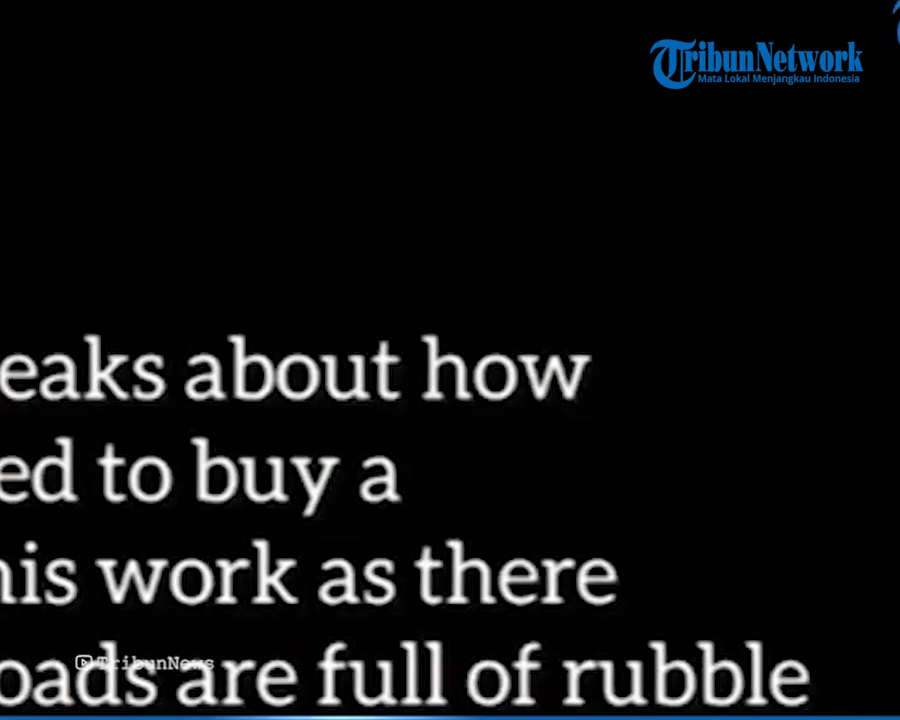 TribunNetwork
Mata Lokal Menjangkau Indonesia
eaks about how
ed to buy a
his work as there
oads are full of rubble
TribunNews